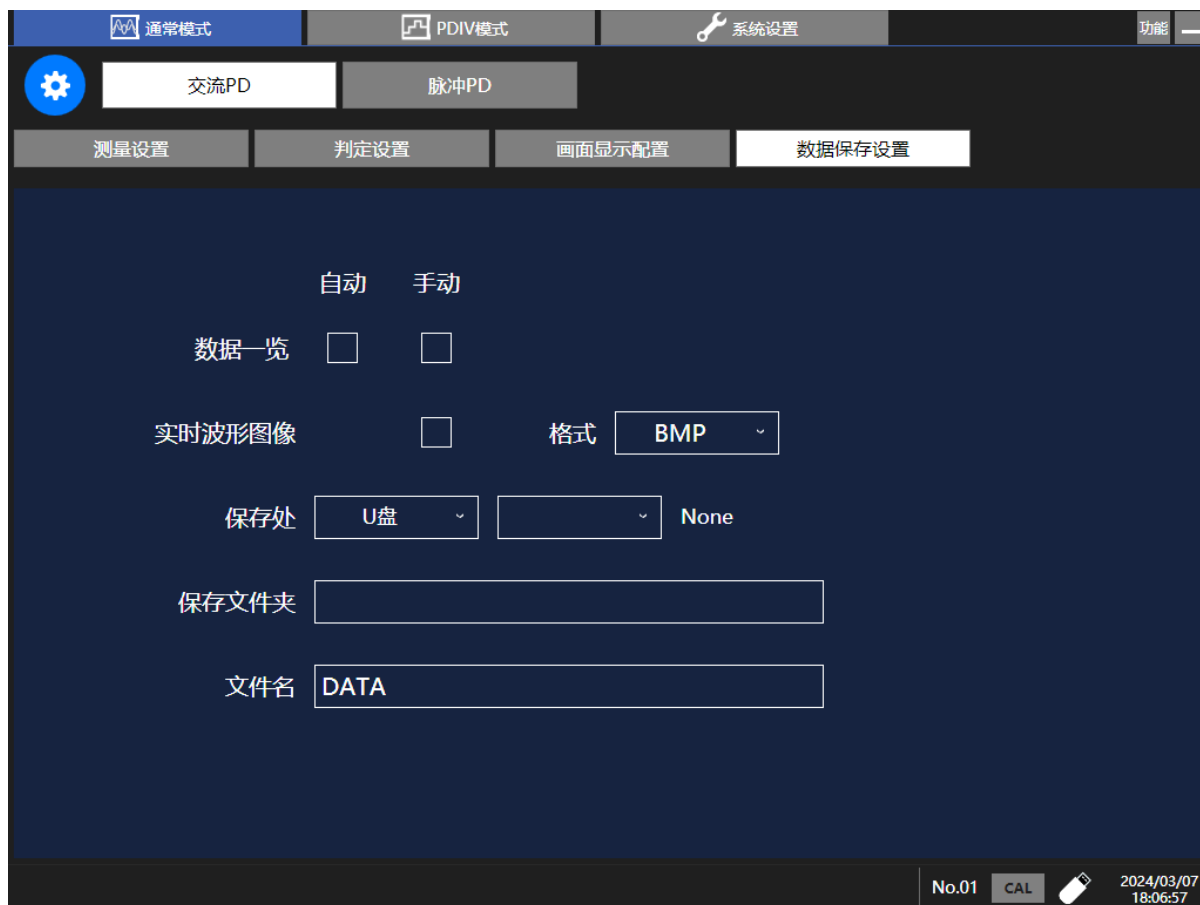 通常模式 PDIV模式 系统设置 功能
交流PD 脉冲PD
测量设置 判定设置 画面显示配置 数据保存设置
自动 手动
数据一览
实时波形图像 格式 BMP
保存处 U盘 None
保存文件夹
文件名 DATA
No.01 CAL 2024/03/07
18:06:57